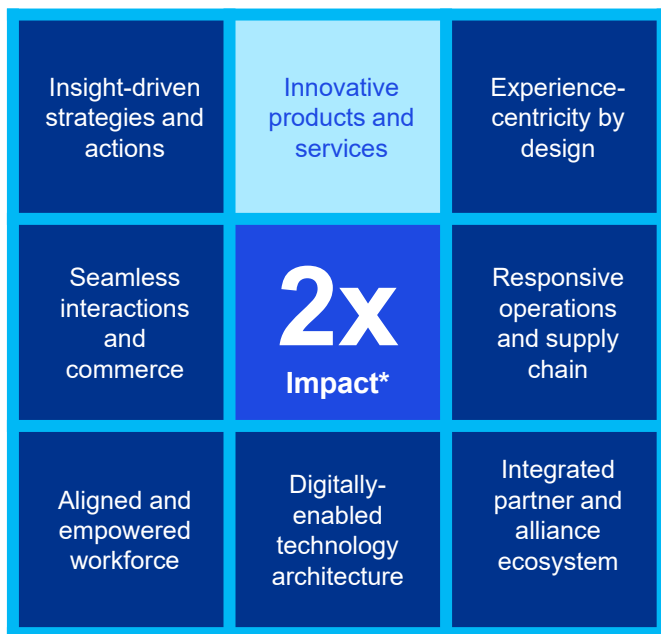 Insight-driven
strategies and
actions
Innovative
products and
services
Experience-
centricity by
design
Seamless
interactions
and
commerce
2x
Impact*
Responsive
operations
and supply
chain
Aligned and
empowered
workforce
Digitally-
enabled
technology
architecture
Integrated
partner and
alliance
ecosystem